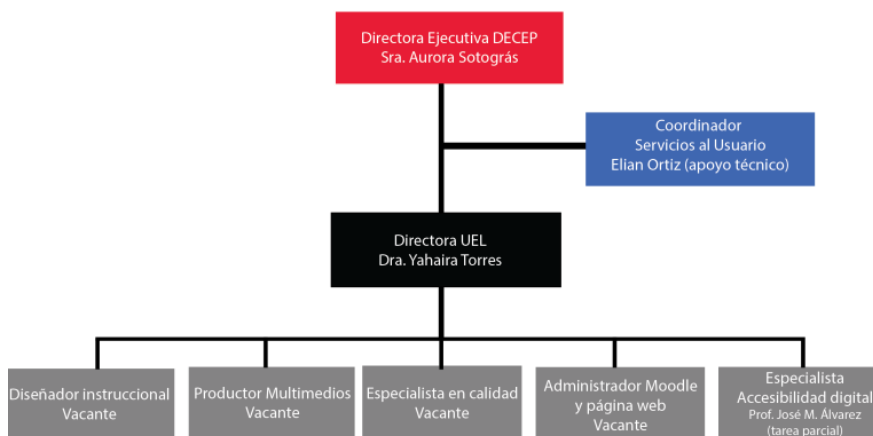 Directora Ejecutiva DECEP
Sra. Aurora Sotográs
Coordinador
Servicios al Usuario
Elian Ortiz (apoyo técnico)
Directora UEL
Dra. Yahaira Torres
Diseñador instruccional
Vacante
Productor Multimedios
Vacante
Especialista en calidad
Vacante
Administrador Moodle
y página web
Vacante
Especialista
Accesibilidad digital
Prof. José M. Álvarez
(tarea parcial)